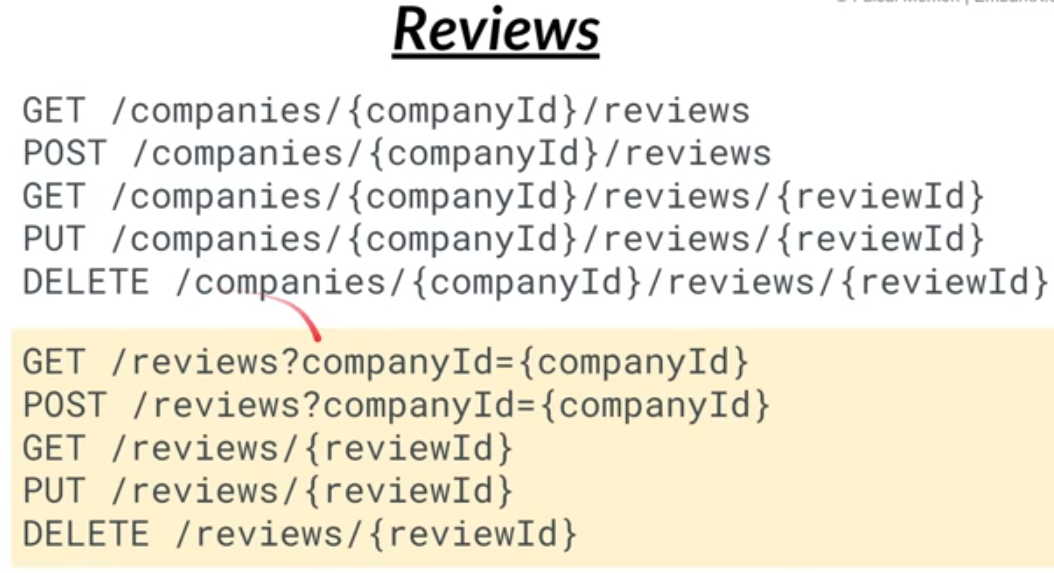 Reviews
GET /companies/{companyId}/reviews
POST /companies/{companyId}/reviews
GET /companies/{companyId}/reviews/{reviewId}
PUT /companies/{companyId}/reviews/{reviewId}
DELETE /companies/{companyId}/reviews/{reviewId}
GET /reviews?companyId={companyId}
POST /reviews?companyId={companyId}
GET /reviews/{reviewId}
PUT /reviews/{reviewId}
DELETE /reviews/{reviewId}